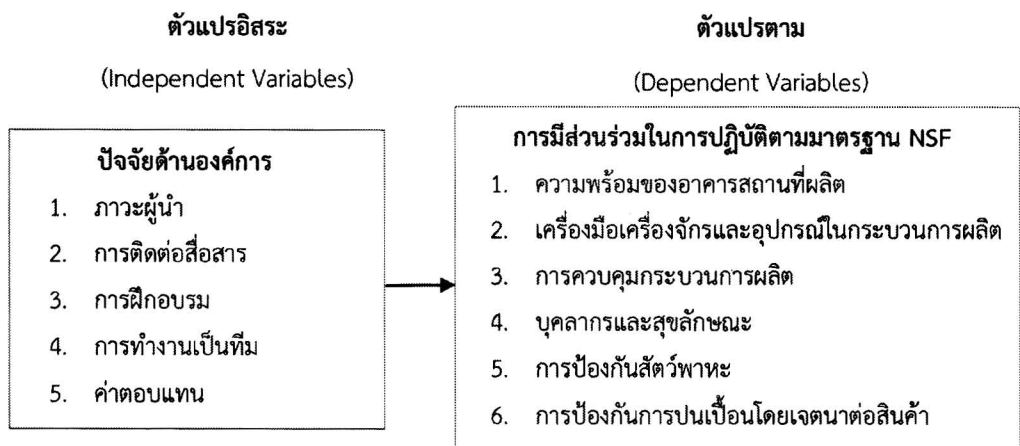 ตัวแปรอิสระ
(Independent Variables)
ปัจจัยด้านองค์การ
1. ภาวะผู้นำ
2. การติดต่อสื่อสาร
3. การฝึกอบรม
4. การทำงานเป็นทีม
5. ค่าตอบแทน
ตัวแปรตาม
(Dependent Variables)
การมีส่วนร่วมในการปฏิบัติตามมาตรฐาน NSF
1. ความพร้อมของอาคารสถานที่ผลิต
2. เครื่องมือเครื่องจักรและอุปกรณ์ในกระบวนการผลิต
3. การควบคุมกระบวนการผลิต
4. บุคลากรและสุขลักษณะ
5. การป้องกันสัตว์พาหะ
6. การป้องกันการปนเปื้อนโดยเจตนาต่อสินค้า